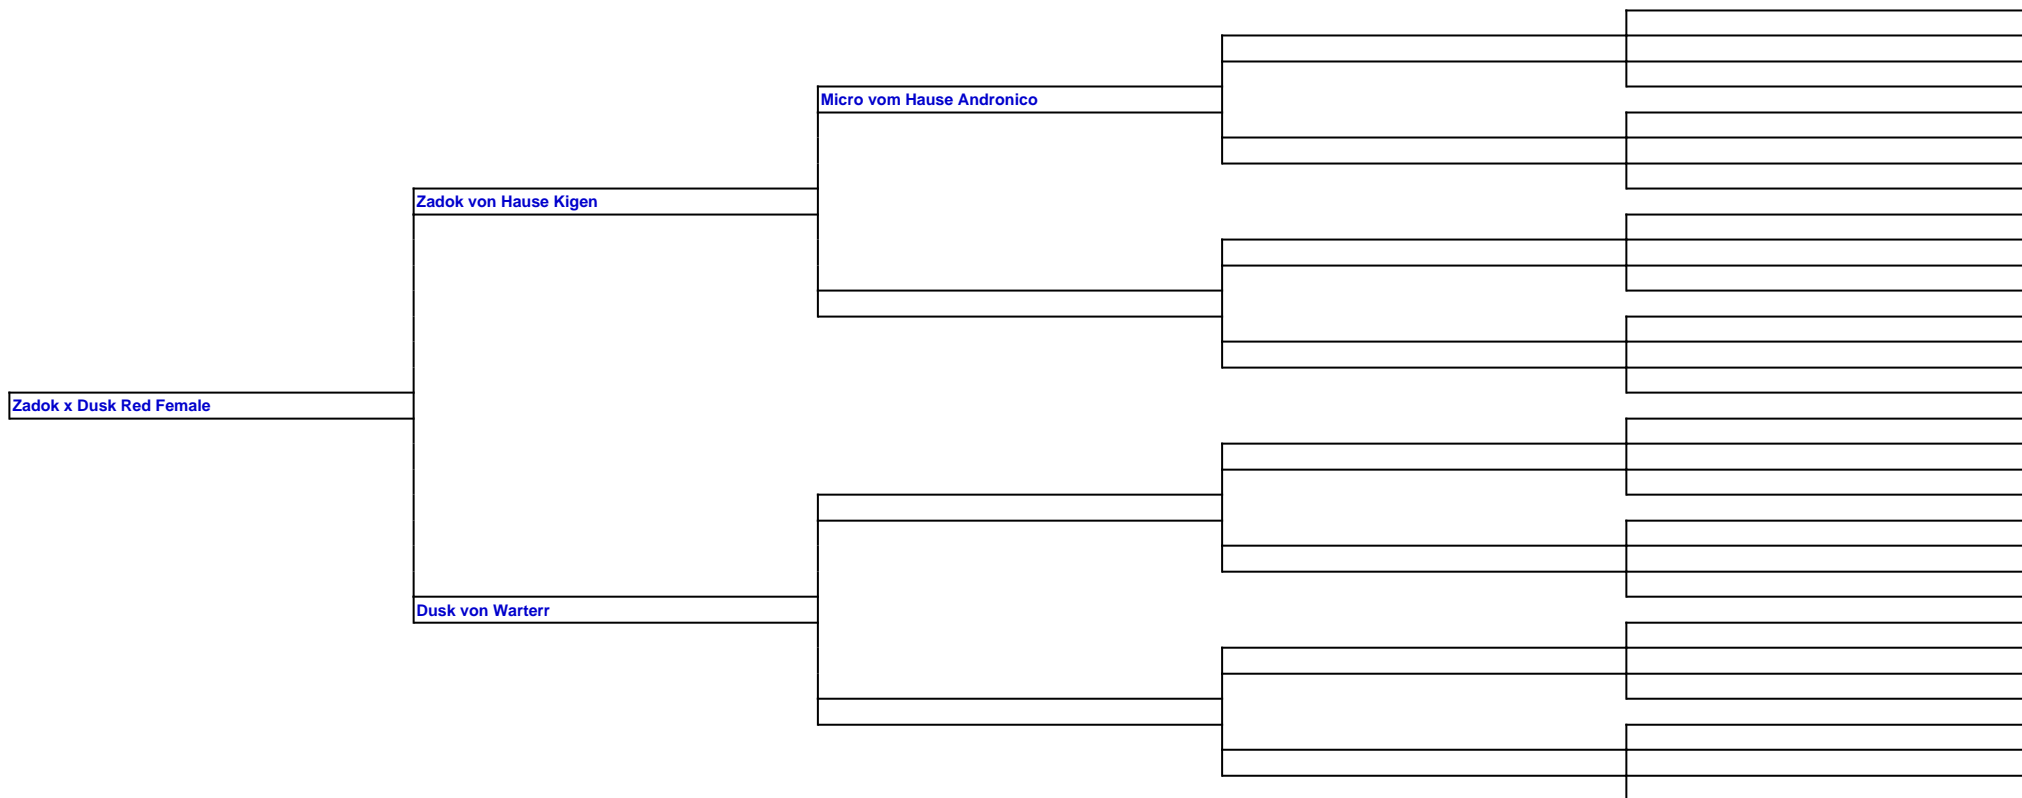 Micro vom Hause Andronico
Zadok von Hause Kigen
Zadok x Dusk Red Female
Dusk von Warterr